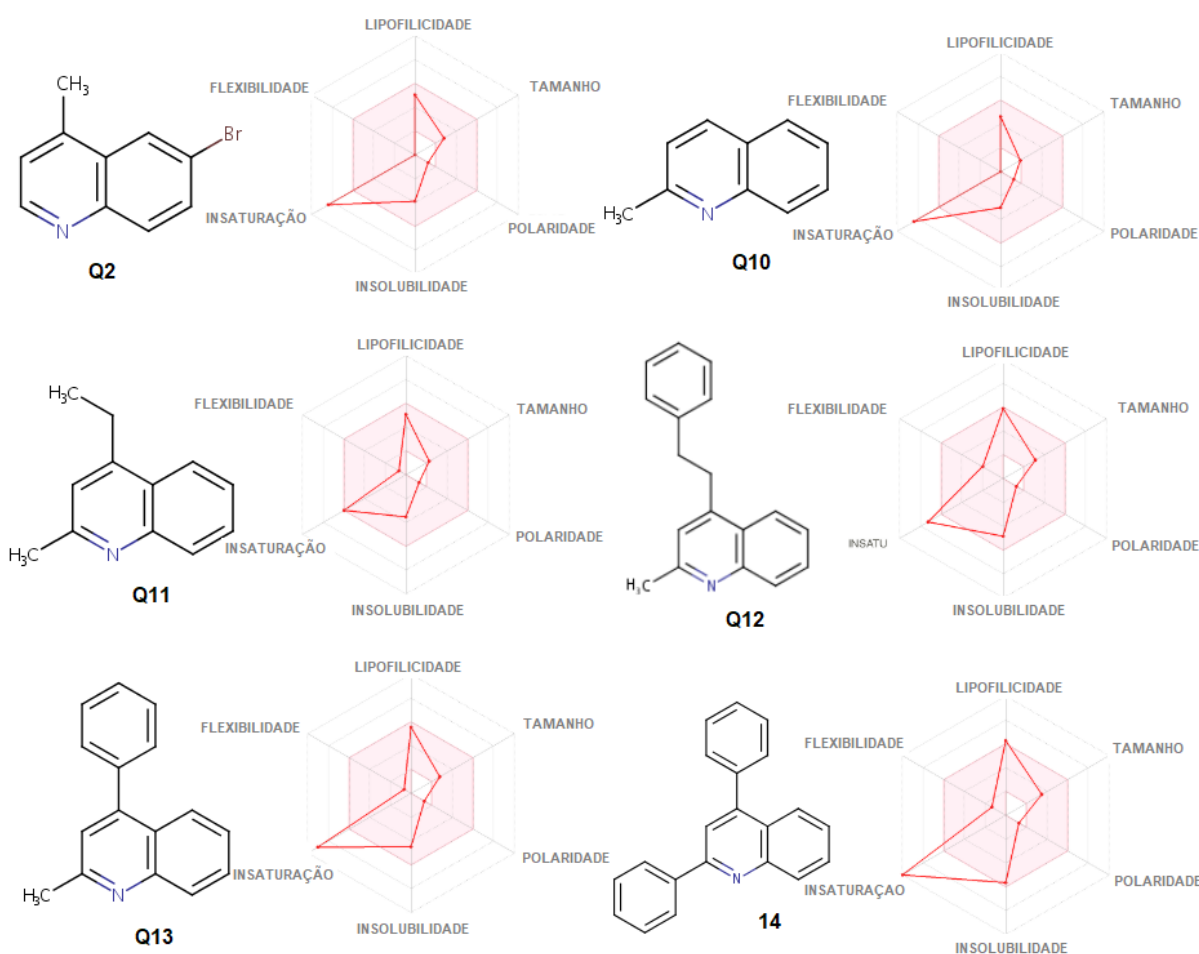 LIPOFILICIDADE
CH3
FLEXIBILIDADE
TAMANHO
Br
N
INSATURAÇÃO
POLARIDADE
INSOLUBILIDADE
Q2
LIPOFILICIDADE
FLEXIBILIDADE
TAMANHO
H3C
N
INSATURAÇÃO
POLARIDADE
INSOLUBILIDADE
Q10
LIPOFILICIDADE
H3C
FLEXIBILIDADE
TAMANHO
H3C
N
INSATURAÇÃO
POLARIDADE
INSOLUBILIDADE
Q11
LIPOFILICIDADE
FLEXIBILIDADE
TAMANHO
INSATU
POLARIDADE
H3C
N
INSOLUBILIDADE
Q12
LIPOFILICIDADE
FLEXIBILIDADE
TAMANHO
INSATURAÇÃO
POLARIDADE
H3C
N
INSOLUBILIDADE
Q13
LIPOFILICIDADE
FLEXIBILIDADE
TAMANHO
N
INSATURAÇAO
POLARIDADE
14
INSOLUBILIDADE